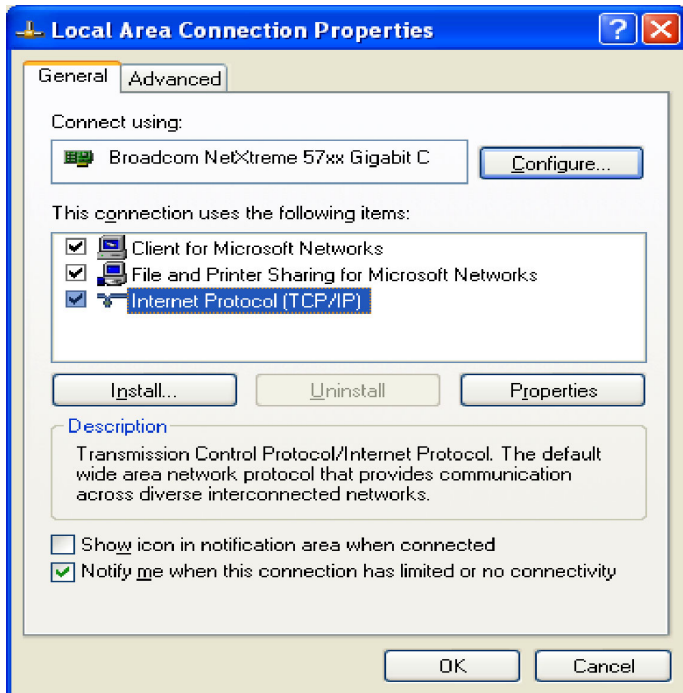 Local Area Connection Properties
General
Advanced
Connect using:
Broadcom NetXtreme 57xx Gigabit C
Configure...
This connection uses the following items:
Client for Microsoft Networks
File and Printer Sharing for Microsoft Networks
Internet Protocol (TCP/IP)
Install...
Uninstall
Properties
Description
Transmission Control Protocol/Internet Protocol. The default
wide area network protocol that provides communication
across diverse interconnected networks.
Show icon in notification area when connected
Notify me when this connection has limited or no connectivity
OK
Cancel